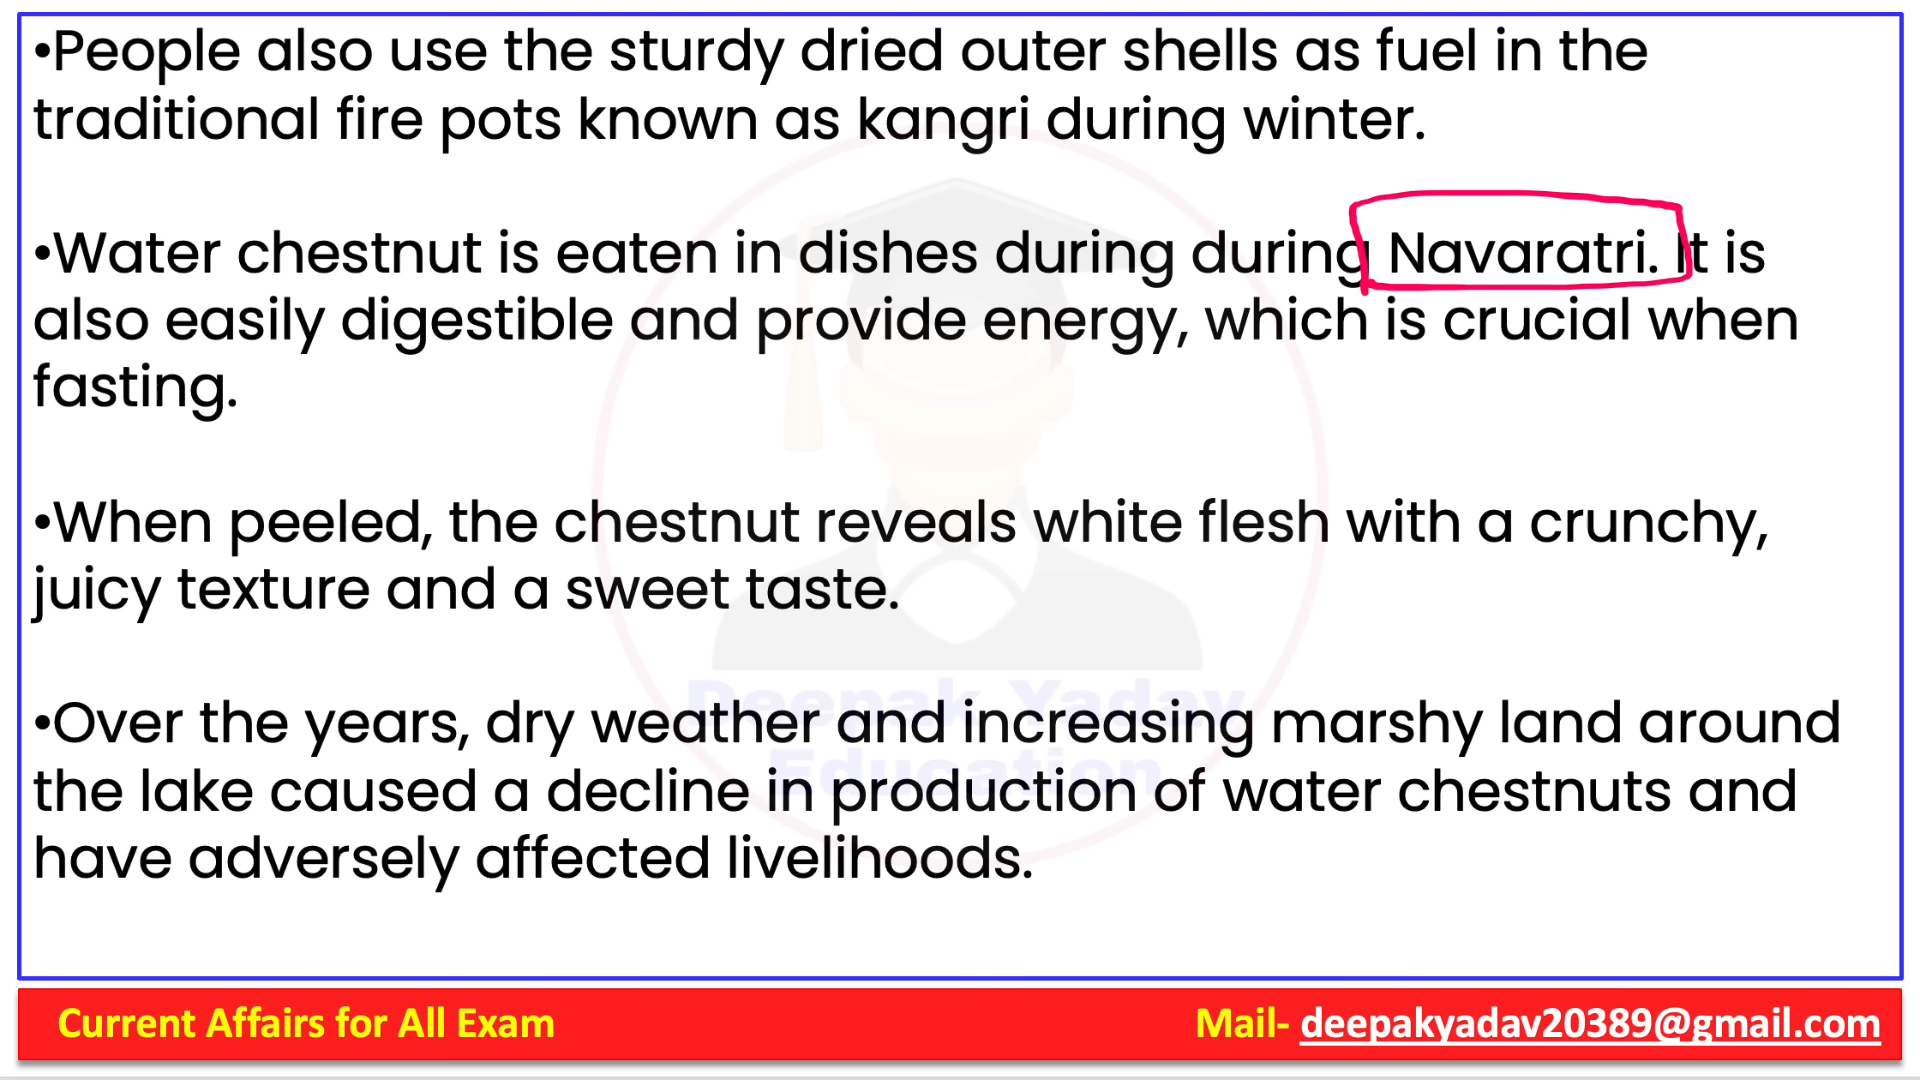 •People also use the sturdy dried outer shells as fuel in the
traditional fire pots known as kangri during winter.
•Water chestnut is eaten in dishes during during Navaratri. It is
also easily digestible and provide energy, which is crucial when
fasting.
•When peeled, the chestnut reveals white flesh with a crunchy,
juicy texture and a sweet taste.
•Over the years, dry weather and increasing marshy land around
the lake caused a decline in production of water chestnuts and
have adversely affected livelihoods.
Deepak Yadav
Education
Current Affairs for All Exam
Mail- deepakyadav20389@gmail.com